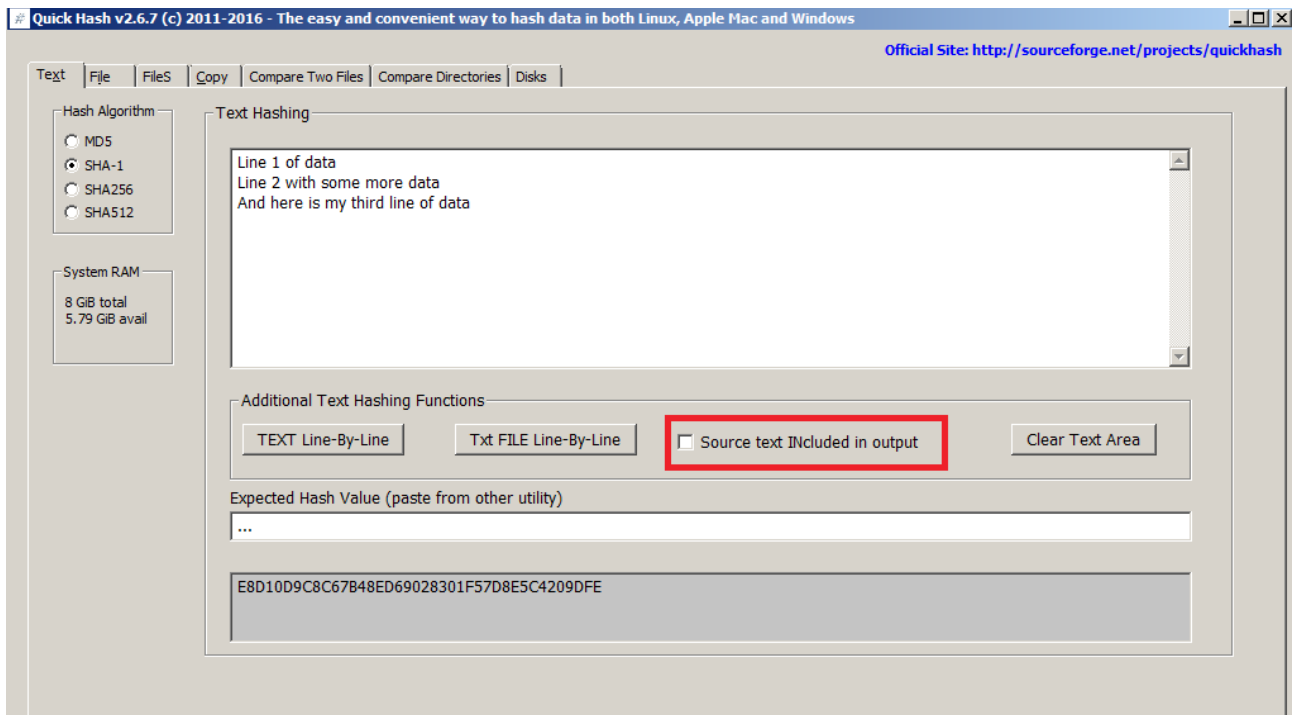 Quick Hash v2.6.7 (c) 2011-2016 - The easy and convenient way to hash data in both Linux, Apple Mac and Windows
Official Site: http://sourceforge.net/projects/quickhash
Text File FileS Copy Compare Two Files Compare Directories Disks
Hash Algorithm
MD5
SHA-1
SHA256
SHA512
System RAM
8 GiB total
5.79 GiB avail
Text Hashing
Line 1 of data
Line 2 with some more data
And here is my third line of data
Additional Text Hashing Functions
TEXT Line-By-Line Txt FILE Line-By-Line Source text INcluded in output Clear Text Area
Expected Hash Value (paste from other utility)
...
E8D10D9C8C67B48ED69028301F57D8E5C4209DFE